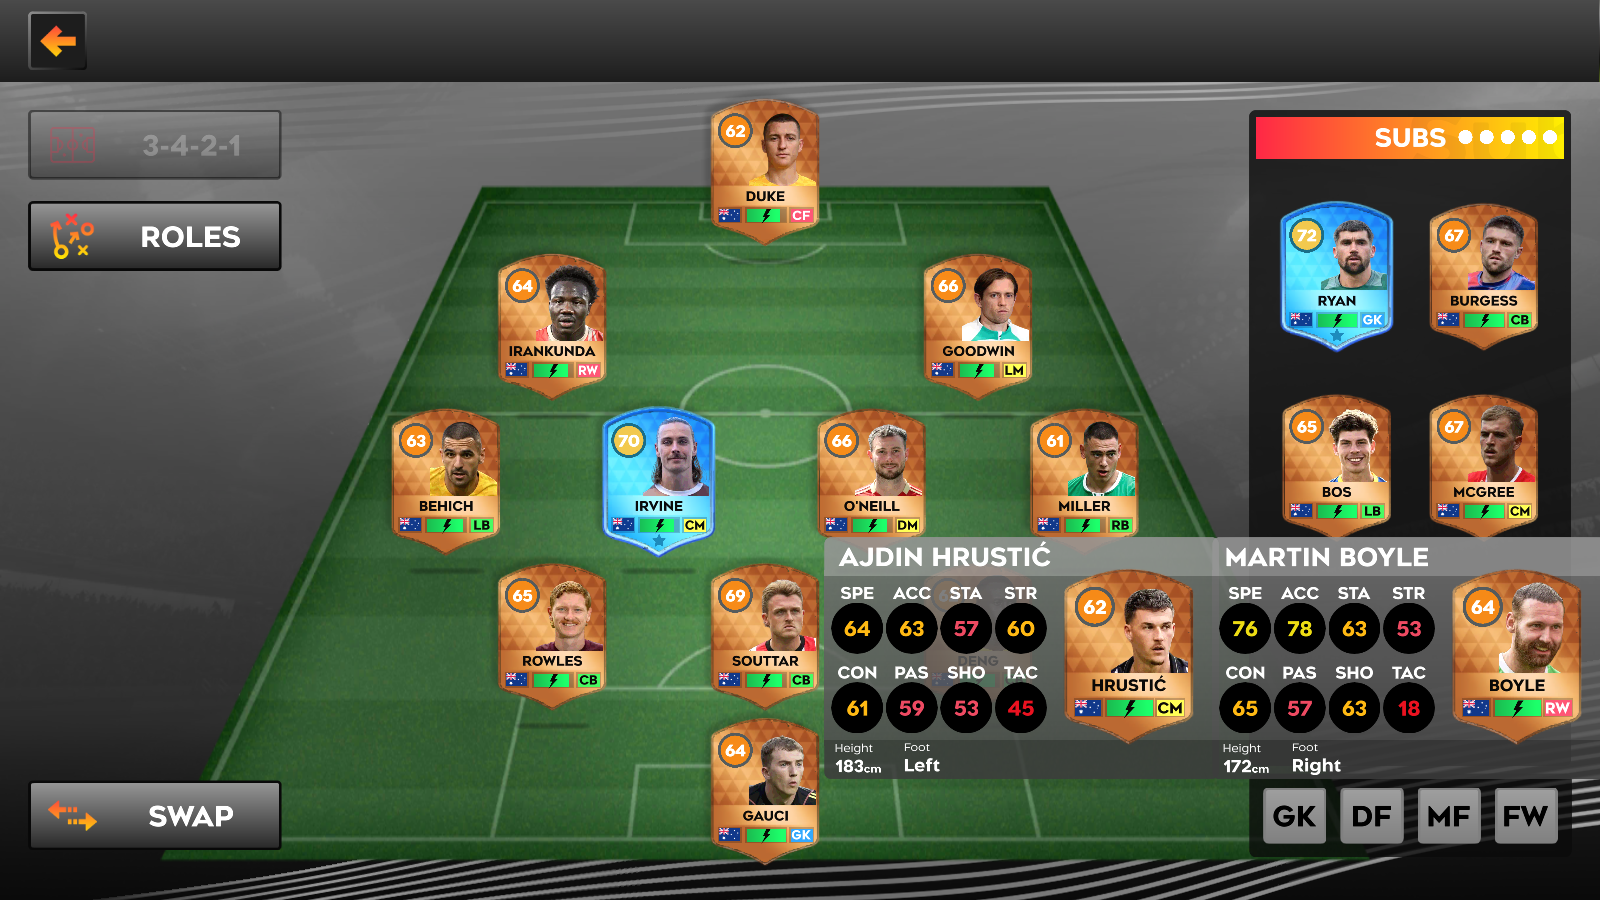 3-4-2-1
ROLES
SWAP
62
DUKE
CF
64
IRANKUNDA
RW
66
GOODWIN
LM
63
BEHICH
LB
70
IRVINE
CM
66
O'NEILL
DM
61
MILLER
RB
65
ROWLES
CB
69
SOUTTAR
CB
DENG
64
GAUCI
GK
SUBS
72
RYAN
GK
67
BURGESS
CB
65
BOS
LB
67
MCGREE
CM
AJDIN HRUSTIĆ
SPE ACC STA STR
64 63 57 60
CON PAS SHO TAC
61 59 53 45
Height Foot
183cm Left
62
HRUSTIĆ
CM
MARTIN BOYLE
SPE ACC STA STR
76 78 63 53
CON PAS SHO TAC
65 57 63 18
Height Foot
172cm Right
64
BOYLE
RW
GK DF MF FW